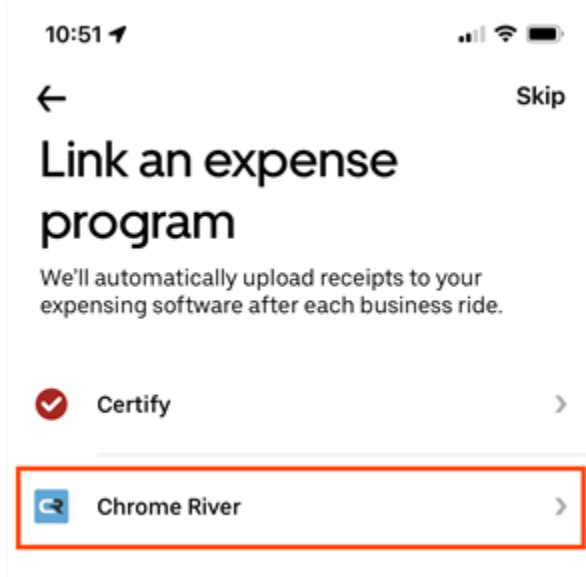 10:51
Skip
Link an expense
program
We'll automatically upload receipts to your
expensing software after each business ride.
Certify
CR
Chrome River